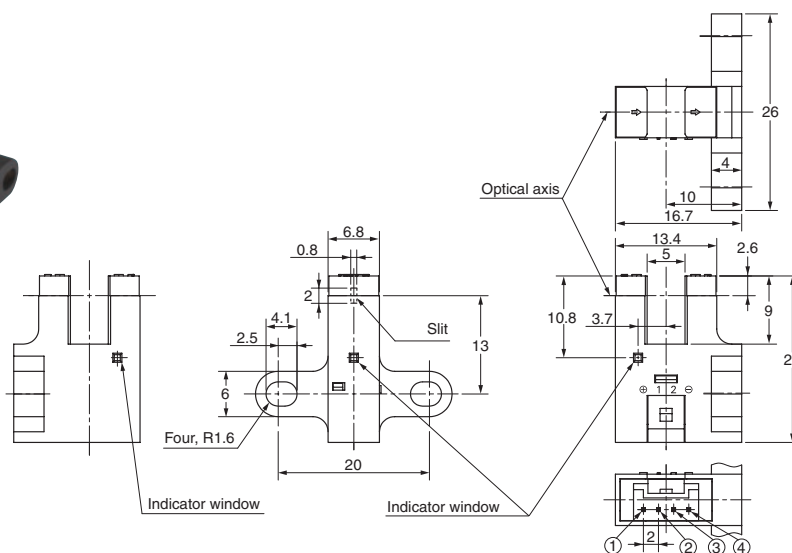 26
4
Optical axis
10
16.7
6.8
13.4
0.8
5
2.6
2
10.8
3.7
9
4.1
Slit
13
2.5
6
⊕ 1 2 ⊖
Four, R1.6
20
Indicator window
Indicator window
① 2 ② ③ ④